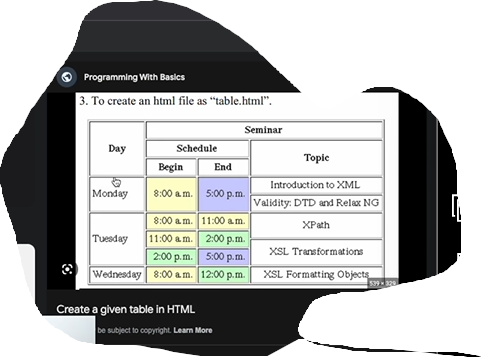 Programming With Basics
3. To create an html file as “table.html”.
Day
Seminar
Schedule
Topic
Begin
End
Monday
8:00 a.m.
5:00 p.m.
Introduction to XML
Validity: DTD and Relax NG
Tuesday
8:00 a.m.
11:00 a.m.
XPath
11:00 a.m.
2:00 p.m.
XSL Transformations
2:00 p.m.
5:00 p.m.
Wednesday
8:00 a.m.
12:00 p.m.
XSL Formatting Objects
539 × 329
Create a given table in HTML
be subject to copyright. Learn More